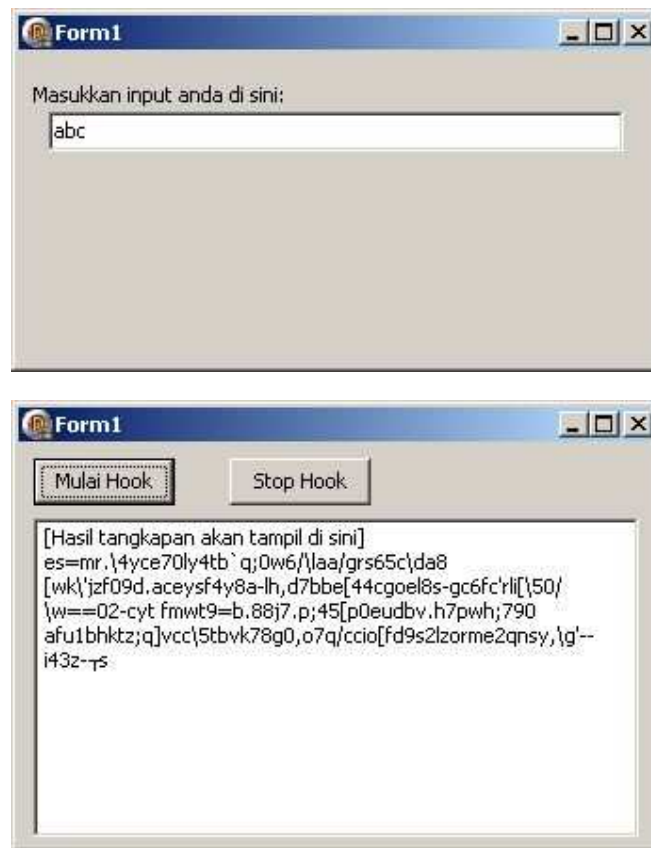 Form1
Masukkan input anda di sini:
abc
Form1
Mulai Hook
Stop Hook
[Hasil tangkapan akan tampil di sini]
es=mr.\4yce70ly4tb`q;0w6/\laa/grs65c\da8
[wk\'jzf09d.aceysf4y8a-lh,d7bbe[44cgoel8s-gc6fc'rli[\50/
\w==02-cyt fmwt9=b.88j7.p;45[p0eudbv.h7pwh;790
afu1bhktz;q]vcc\5tbvk78g0,o7q/ccio[fd9s2lzorme2qnsy,\g'--
i43z-┬s